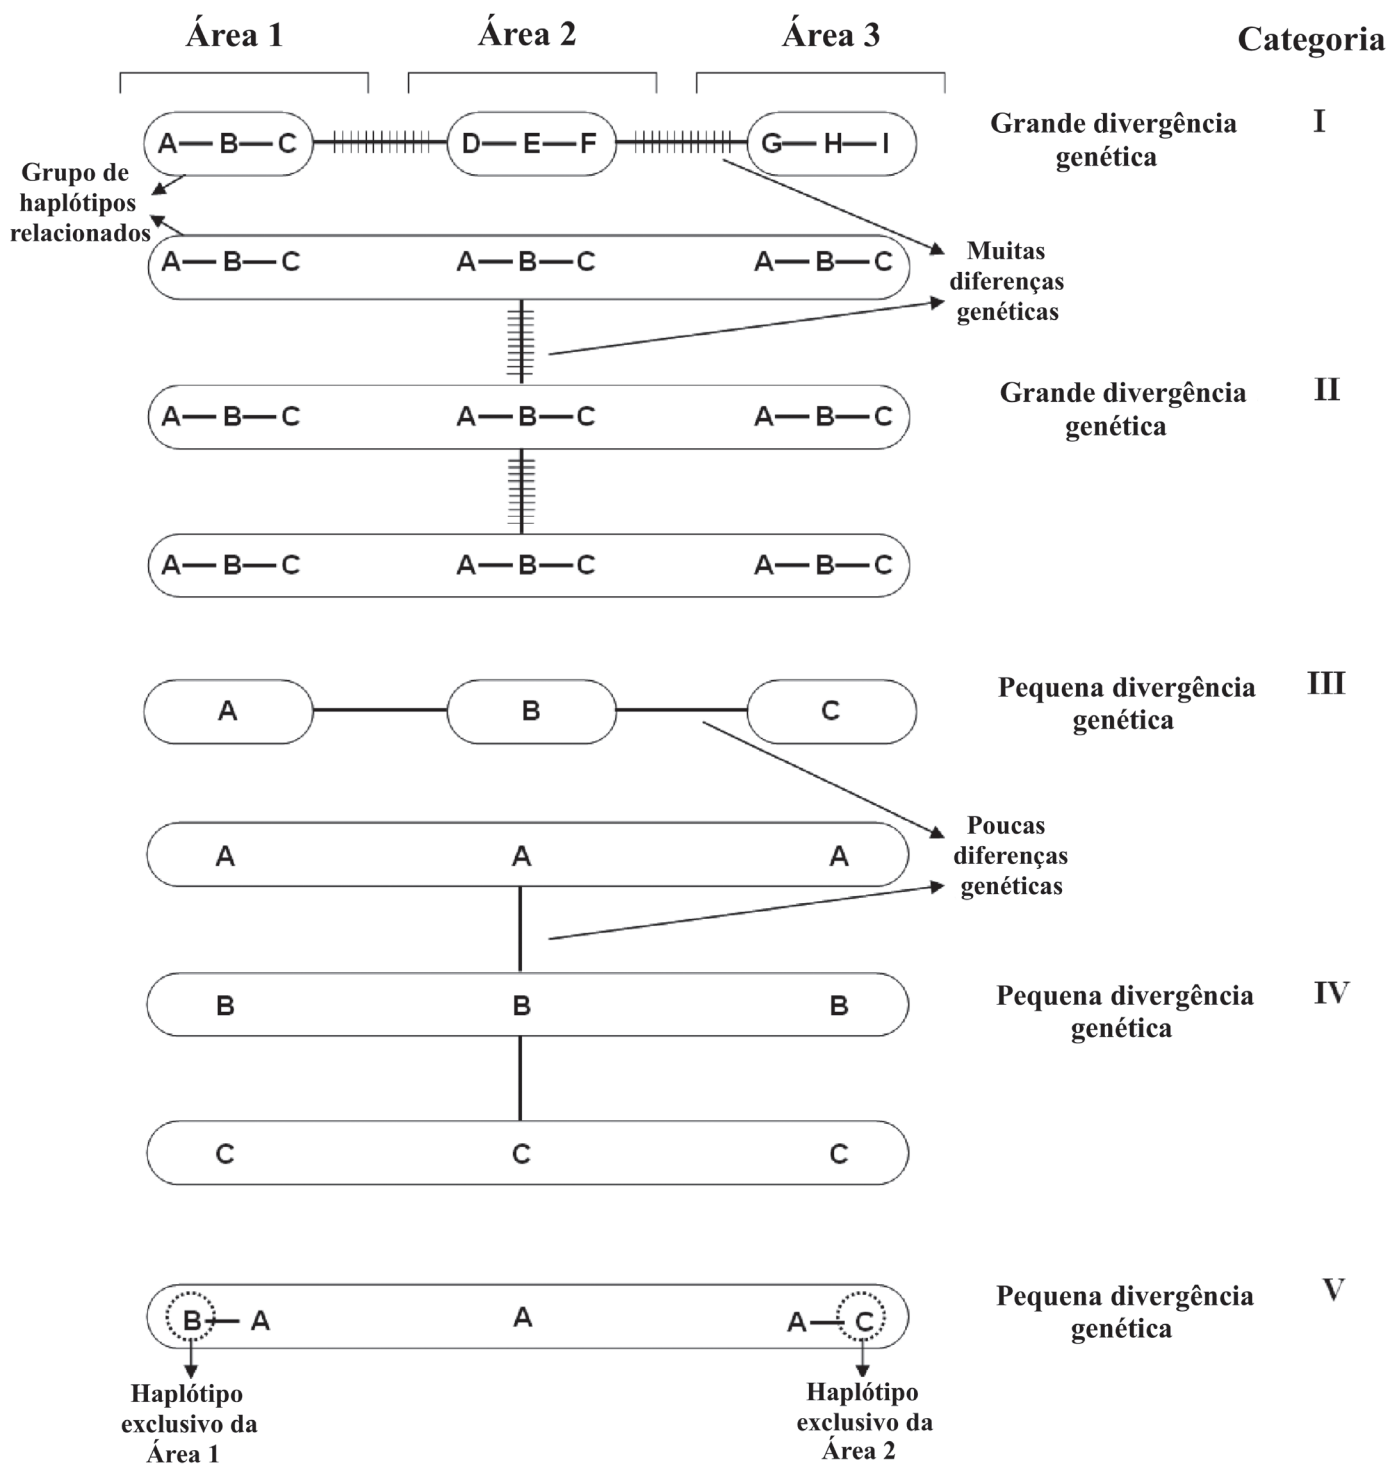 Área 1 Área 2 Área 3 Categoria
A B C D E F G H I
Grande divergência
genética
I
Grupo de
haplótipos
relacionados
A B C A B C A B C
Muitas
diferenças
genéticas
A B C A B C A B C
Grande divergência
genética
II
A B C A B C A B C
A B C
Pequena divergência
genética
III
A A A
Poucas
diferenças
genéticas
B B B
Pequena divergência
genética
IV
C C C
B A A A C
Pequena divergência
genética
V
Haplótipo
exclusivo da
Área 1
Haplótipo
exclusivo da
Área 2